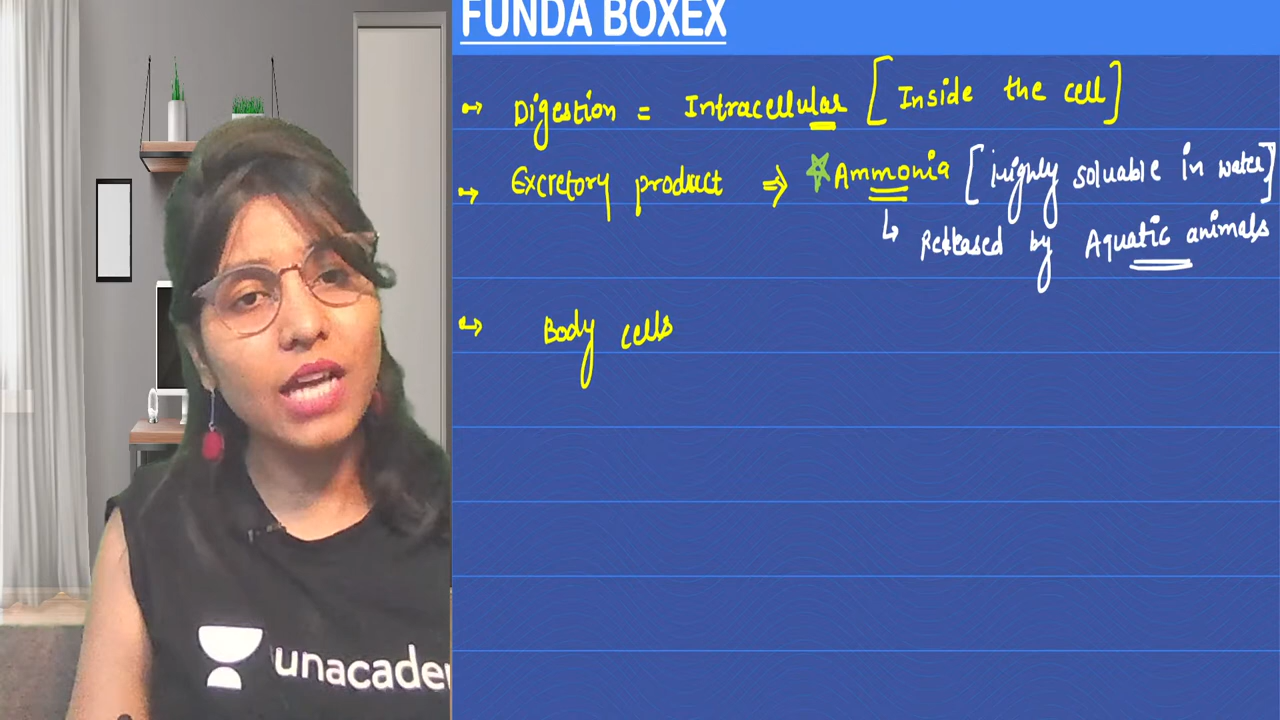 FUNDA BOXEX
↦ Digestion = Intracellular [Inside the cell]
↦ Excretory product ⇒ ☆Ammonia [Highly soluable in water]
↳ Released by Aquatic animals
↦ Body cells
unacade